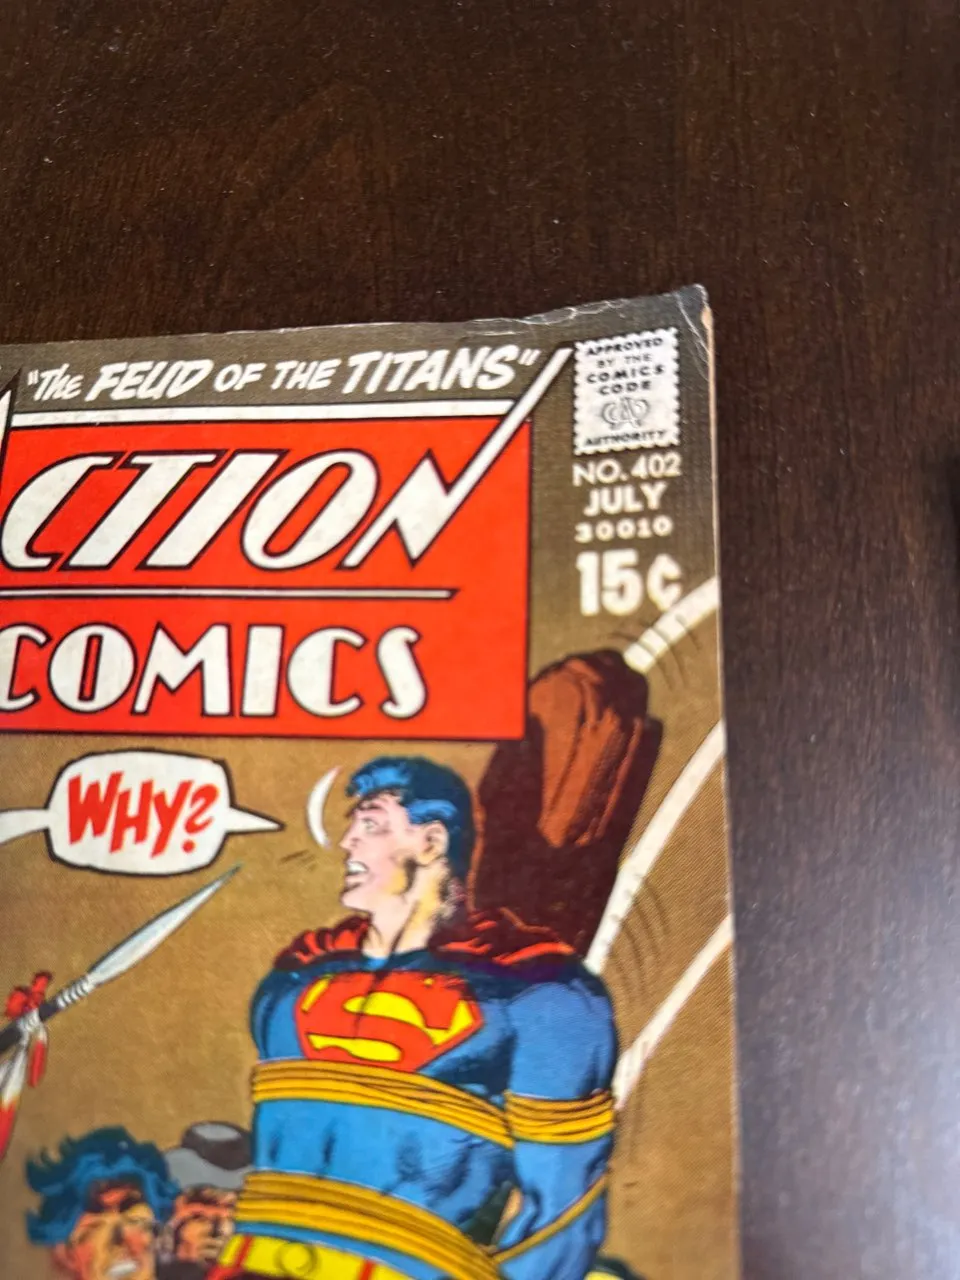 "The FEUD OF THE TITANS"
APPROVED
BY THE
COMICS
CODE
CA
AUTHORITY
NO. 402
JULY
30010
15¢
CTION
COMICS
WHY?
S